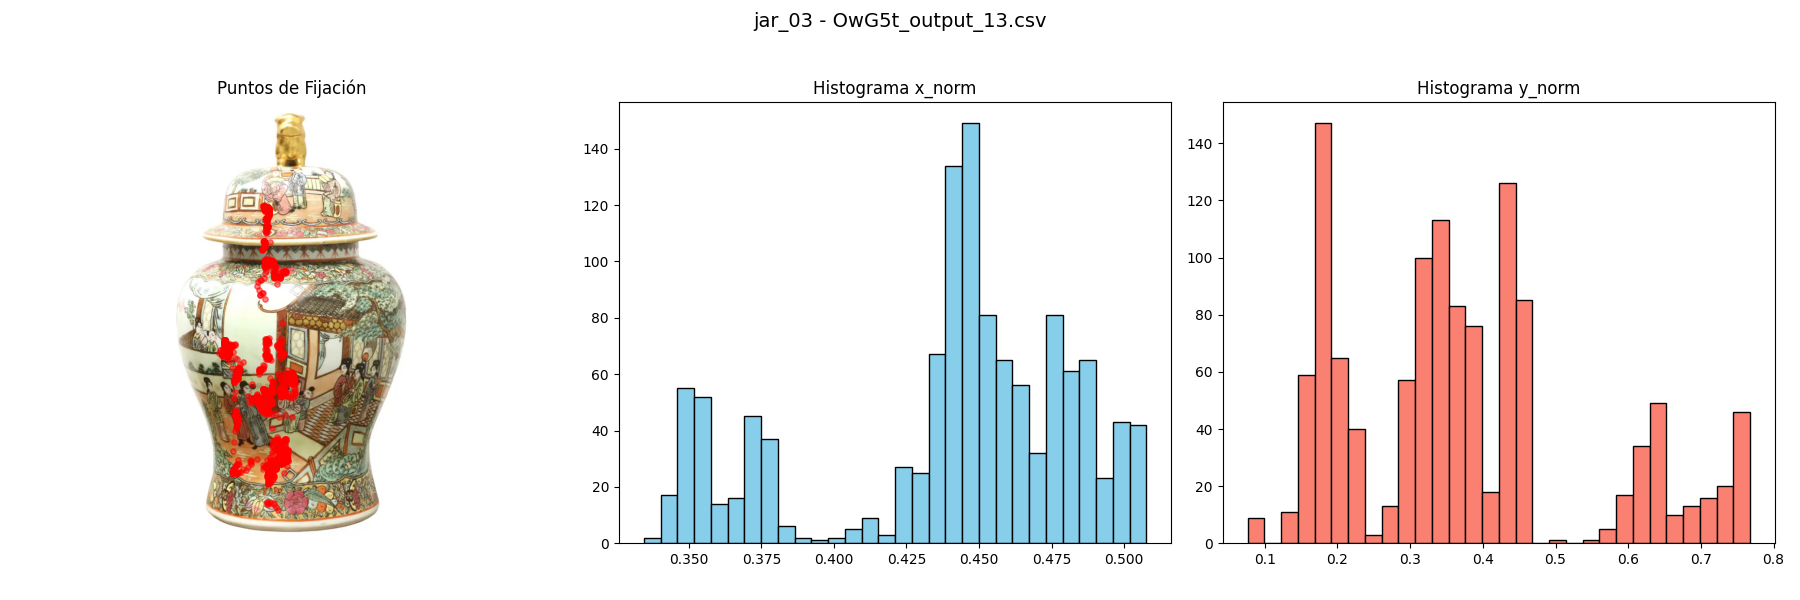 jar_03 - OwG5t_output_13.csv
Puntos de Fijación
Histograma x_norm
140
120
100
80
60
40
20
0
0.350 0.375 0.400 0.425 0.450 0.475 0.500
Histograma y_norm
140
120
100
80
60
40
20
0
0.1 0.2 0.3 0.4 0.5 0.6 0.7 0.8